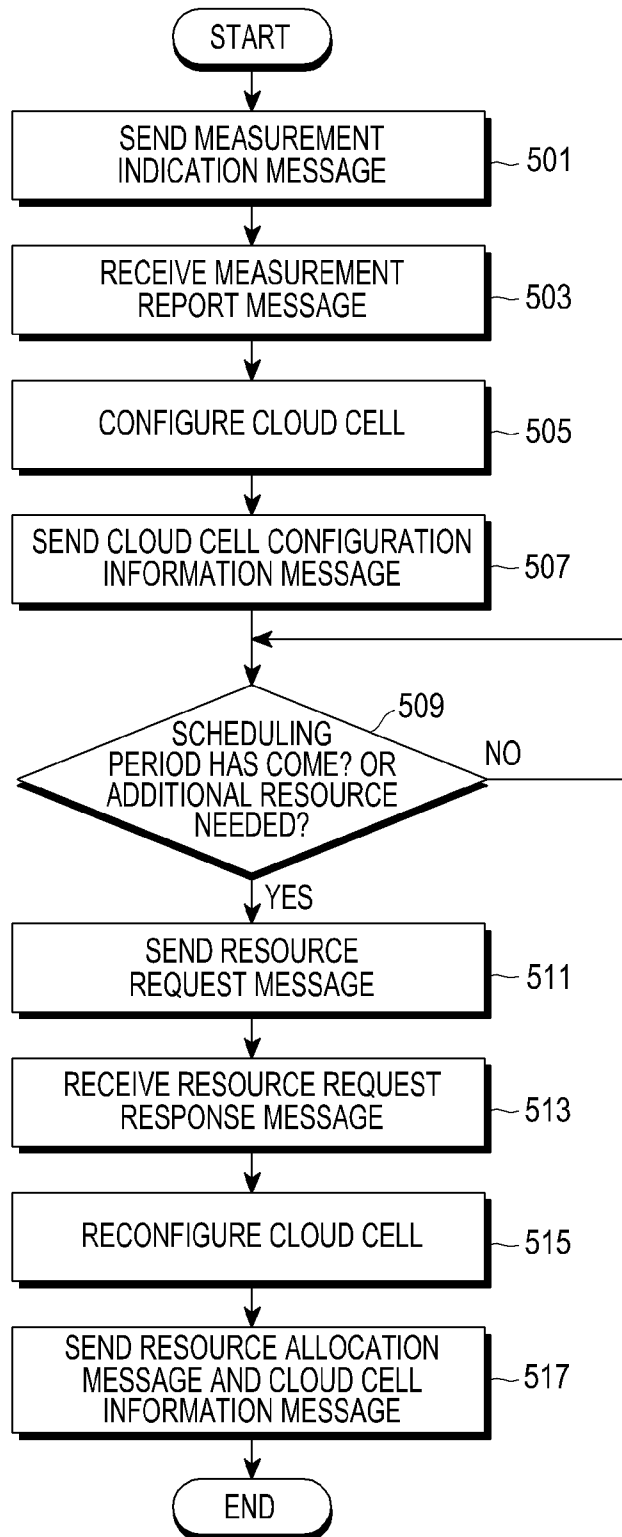 START
SEND MEASUREMENT
INDICATION MESSAGE
501
RECEIVE MEASUREMENT
REPORT MESSAGE
503
CONFIGURE CLOUD CELL
505
SEND CLOUD CELL CONFIGURATION
INFORMATION MESSAGE
507
509
SCHEDULING
PERIOD HAS COME? OR
ADDITIONAL RESOURCE
NEEDED?
NO
YES
SEND RESOURCE
REQUEST MESSAGE
511
RECEIVE RESOURCE REQUEST
RESPONSE MESSAGE
513
RECONFIGURE CLOUD CELL
515
SEND RESOURCE ALLOCATION
MESSAGE AND CLOUD CELL
INFORMATION MESSAGE
517
END